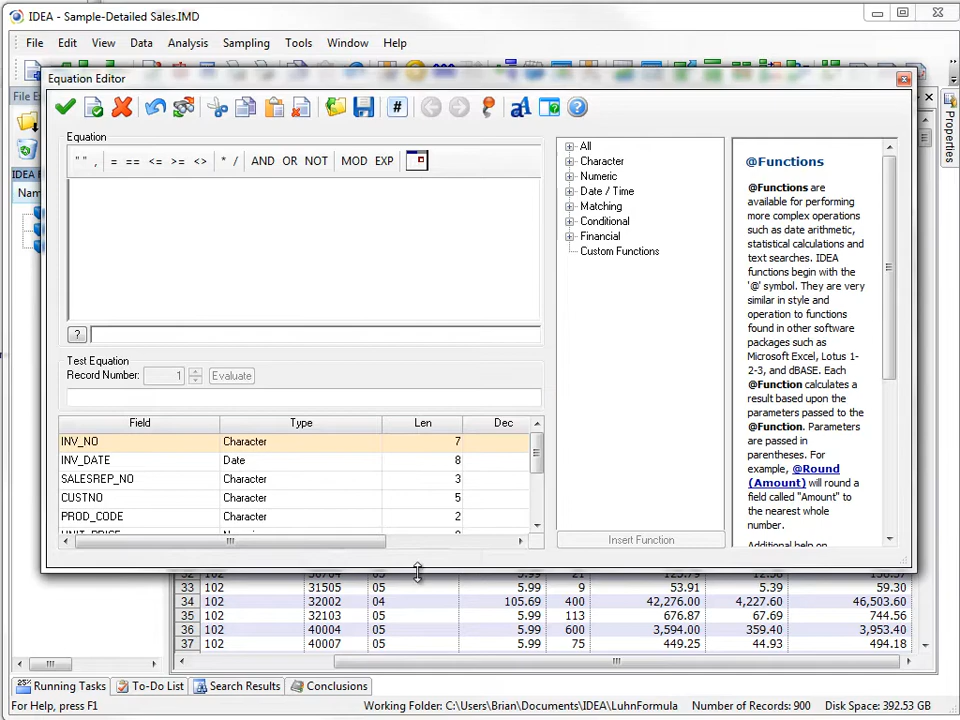 IDEA - Sample-Detailed Sales.IMD
File Edit View Data Analysis Sampling Tools Window Help
Equation Editor
File E
IDEA F
Nam
Properties
#
Equation
" " , = == <= >= <> * / AND OR NOT MOD EXP
?
Test Equation
Record Number: 1 Evaluate
Field Type Len Dec
INV_NO Character 7
INV_DATE Date 8
SALESREP_NO Character 3
CUSTNO Character 5
PROD_CODE Character 2
All
Character
Numeric
Date / Time
Matching
Conditional
Financial
Custom Functions
Insert Function
@Functions
@Functions are
available for performing
more complex operations
such as date arithmetic,
statistical calculations and
text searches. IDEA
functions begin with the
'@' symbol. They are very
similar in style and
operation to functions
found in other software
packages such as
Microsoft Excel, Lotus 1-
2-3, and dBASE. Each
@Function calculates a
result based upon the
parameters passed to the
@Function. Parameters
are passed in
parentheses. For
example, @Round
(Amount) will round a
field called "Amount" to
the nearest whole
number.
Additional help on
33 102 31505 05 5.99 9 53.91 5.39 59.30
34 102 32002 04 105.69 400 42,276.00 4,227.60 46,503.60
35 102 32103 05 5.99 113 676.87 67.69 744.56
36 102 40004 05 5.99 600 3,594.00 359.40 3,953.40
37 102 40007 05 5.99 75 449.25 44.93 494.18
Running Tasks To-Do List Search Results Conclusions
For Help, press F1 Working Folder: C:\Users\Brian\Documents\IDEA\LuhnFormula Number of Records: 900 Disk Space: 392.53 GB